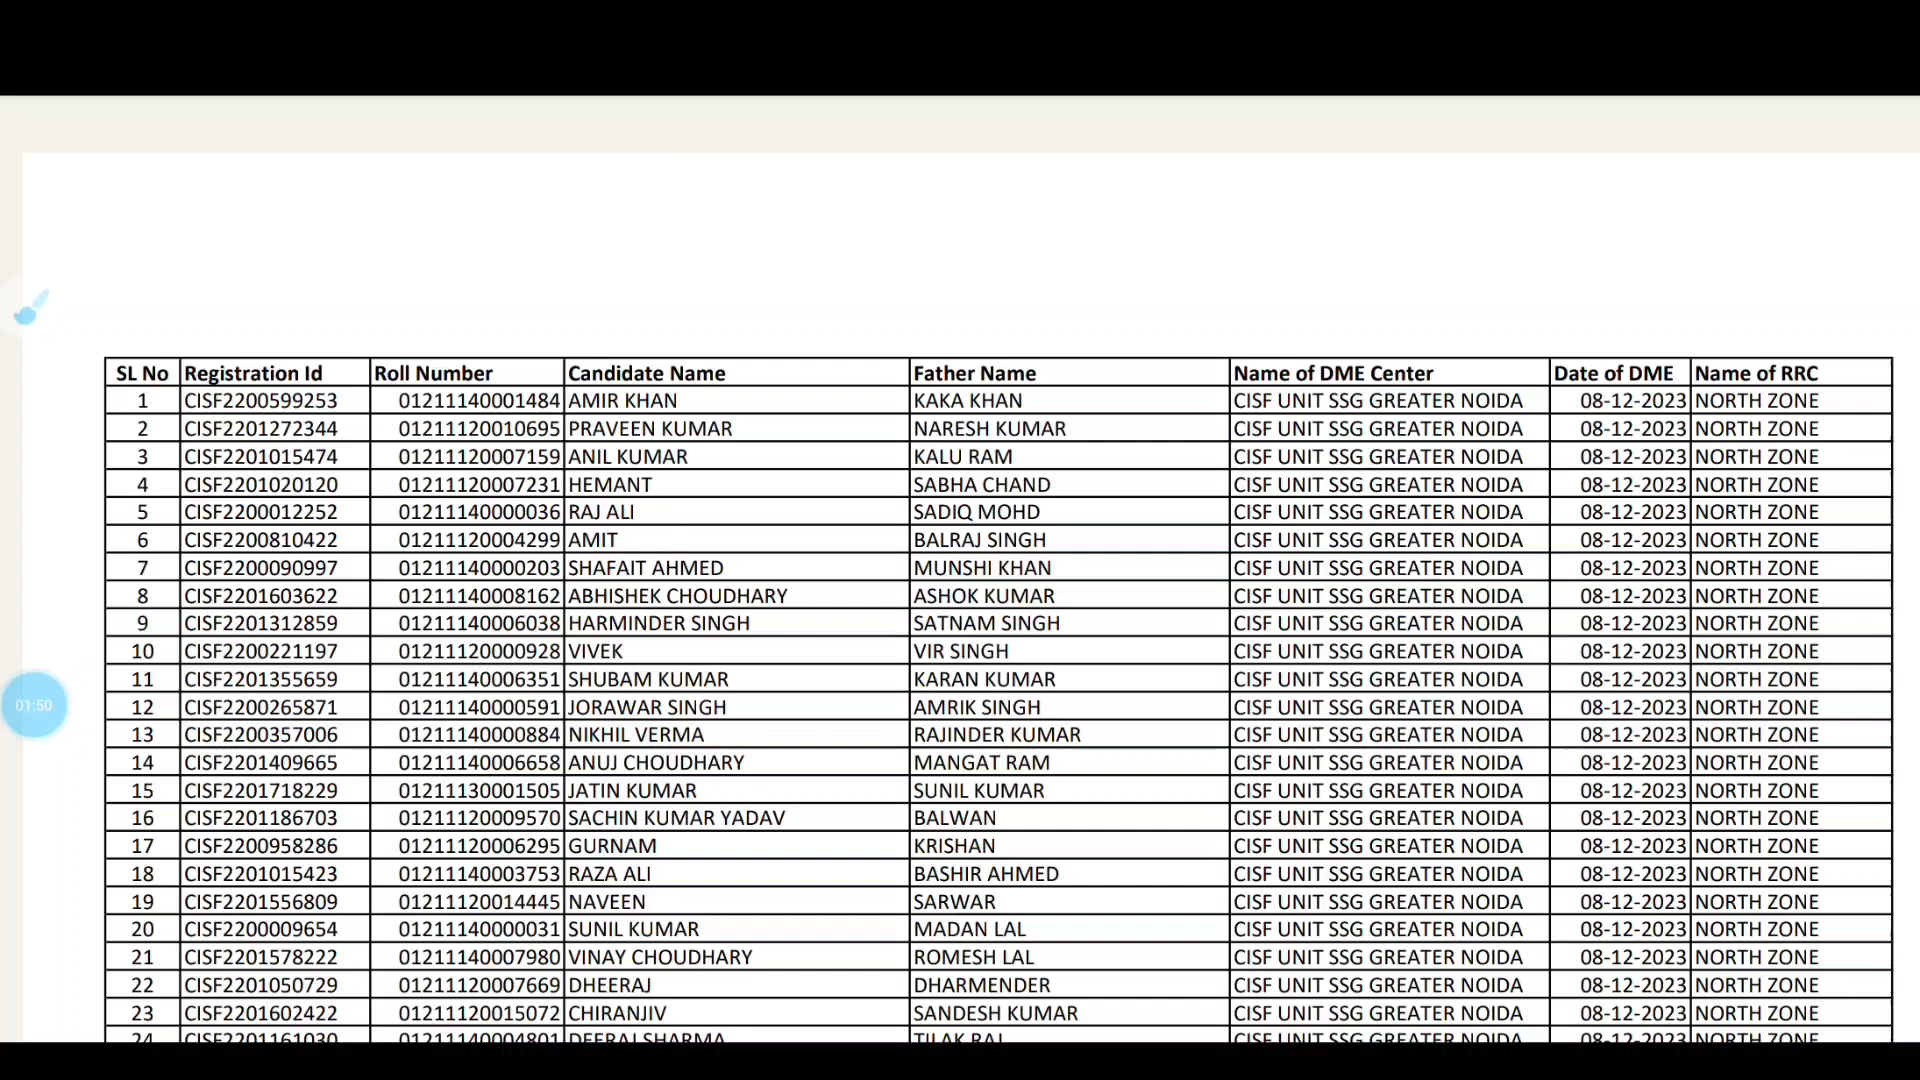 SL No Registration Id Roll Number Candidate Name Father Name Name of DME Center Date of DME Name of RRC
1 CISF2200599253 01211140001484 AMIR KHAN KAKA KHAN CISF UNIT SSG GREATER NOIDA 08-12-2023 NORTH ZONE
2 CISF2201272344 01211120010695 PRAVEEN KUMAR NARESH KUMAR CISF UNIT SSG GREATER NOIDA 08-12-2023 NORTH ZONE
3 CISF2201015474 01211120007159 ANIL KUMAR KALU RAM CISF UNIT SSG GREATER NOIDA 08-12-2023 NORTH ZONE
4 CISF2201020120 01211120007231 HEMANT SABHA CHAND CISF UNIT SSG GREATER NOIDA 08-12-2023 NORTH ZONE
5 CISF2200012252 01211140000036 RAJ ALI SADIQ MOHD CISF UNIT SSG GREATER NOIDA 08-12-2023 NORTH ZONE
6 CISF2200810422 01211120004299 AMIT BALRAJ SINGH CISF UNIT SSG GREATER NOIDA 08-12-2023 NORTH ZONE
7 CISF2200090997 01211140000203 SHAFAIT AHMED MUNSHI KHAN CISF UNIT SSG GREATER NOIDA 08-12-2023 NORTH ZONE
8 CISF2201603622 01211140008162 ABHISHEK CHOUDHARY ASHOK KUMAR CISF UNIT SSG GREATER NOIDA 08-12-2023 NORTH ZONE
9 CISF2201312859 01211140006038 HARMINDER SINGH SATNAM SINGH CISF UNIT SSG GREATER NOIDA 08-12-2023 NORTH ZONE
10 CISF2200221197 01211120000928 VIVEK VIR SINGH CISF UNIT SSG GREATER NOIDA 08-12-2023 NORTH ZONE
11 CISF2201355659 01211140006351 SHUBAM KUMAR KARAN KUMAR CISF UNIT SSG GREATER NOIDA 08-12-2023 NORTH ZONE
01:50
12 CISF2200265871 01211140000591 JORAWAR SINGH AMRIK SINGH CISF UNIT SSG GREATER NOIDA 08-12-2023 NORTH ZONE
13 CISF2200357006 01211140000884 NIKHIL VERMA RAJINDER KUMAR CISF UNIT SSG GREATER NOIDA 08-12-2023 NORTH ZONE
14 CISF2201409665 01211140006658 ANUJ CHOUDHARY MANGAT RAM CISF UNIT SSG GREATER NOIDA 08-12-2023 NORTH ZONE
15 CISF2201718229 01211130001505 JATIN KUMAR SUNIL KUMAR CISF UNIT SSG GREATER NOIDA 08-12-2023 NORTH ZONE
16 CISF2201186703 01211120009570 SACHIN KUMAR YADAV BALWAN CISF UNIT SSG GREATER NOIDA 08-12-2023 NORTH ZONE
17 CISF2200958286 01211120006295 GURNAM KRISHAN CISF UNIT SSG GREATER NOIDA 08-12-2023 NORTH ZONE
18 CISF2201015423 01211140003753 RAZA ALI BASHIR AHMED CISF UNIT SSG GREATER NOIDA 08-12-2023 NORTH ZONE
19 CISF2201556809 01211120014445 NAVEEN SARWAR CISF UNIT SSG GREATER NOIDA 08-12-2023 NORTH ZONE
20 CISF2200009654 01211140000031 SUNIL KUMAR MADAN LAL CISF UNIT SSG GREATER NOIDA 08-12-2023 NORTH ZONE
21 CISF2201578222 01211140007980 VINAY CHOUDHARY ROMESH LAL CISF UNIT SSG GREATER NOIDA 08-12-2023 NORTH ZONE
22 CISF2201050729 01211120007669 DHEERAJ DHARMENDER CISF UNIT SSG GREATER NOIDA 08-12-2023 NORTH ZONE
23 CISF2201602422 01211120015072 CHIRANJIV SANDESH KUMAR CISF UNIT SSG GREATER NOIDA 08-12-2023 NORTH ZONE
24 CISF2201161030 01211140004801 DEERAJ SHARMA TILAK RAJ CISF UNIT SSG GREATER NOIDA 08-12-2023 NORTH ZONE